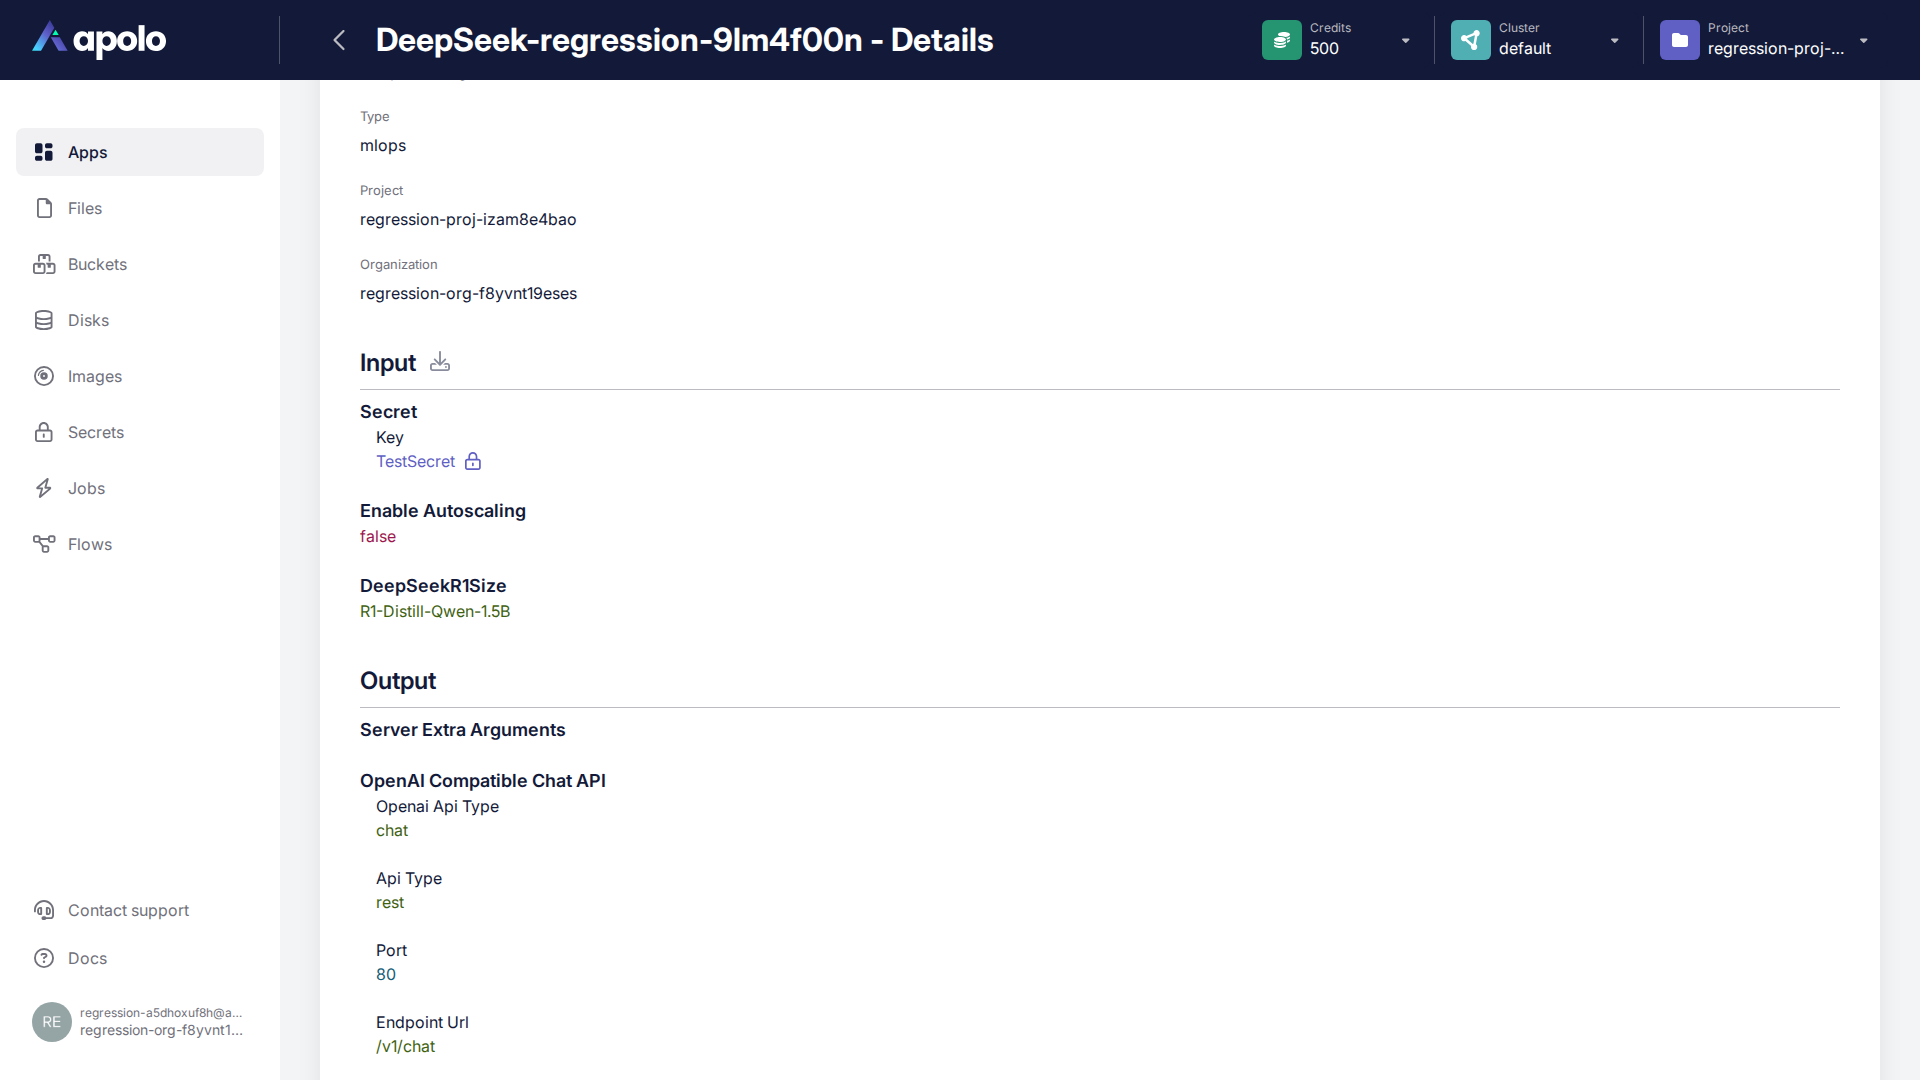 apolo
DeepSeek-regression-9lm4f00n - Details
Credits
500
Cluster
default
Project
regression-proj-...
Apps
Files
Buckets
Disks
Images
Secrets
Jobs
Flows
Contact support
Docs
RE
regression-a5dhoxuf8h@a...
regression-org-f8yvnt1...
Type
mlops
Project
regression-proj-izam8e4bao
Organization
regression-org-f8yvnt19eses
Input
Secret
Key
TestSecret
Enable Autoscaling
false
DeepSeekR1Size
R1-Distill-Qwen-1.5B
Output
Server Extra Arguments
OpenAI Compatible Chat API
Openai Api Type
chat
Api Type
rest
Port
80
Endpoint Url
/v1/chat